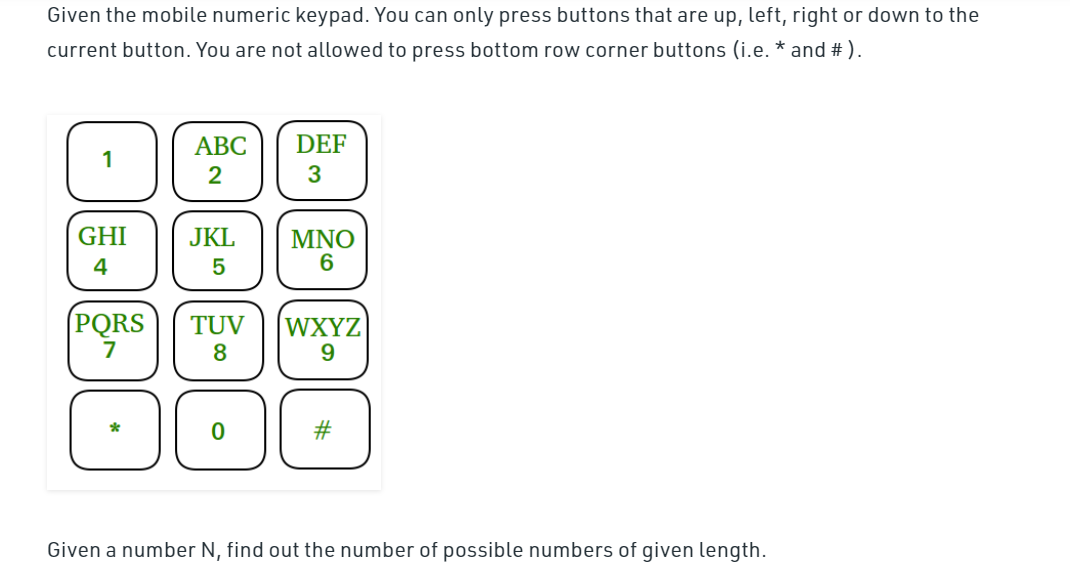 Given the mobile numeric keypad. You can only press buttons that are up, left, right or down to the
current button. You are not allowed to press bottom row corner buttons (i.e. * and # ).
1 ABC DEF
2 3
GHI JKL MNO
4 5 6
PQRS TUV WXYZ
7 8 9
* 0 #
Given a number N, find out the number of possible numbers of given length.